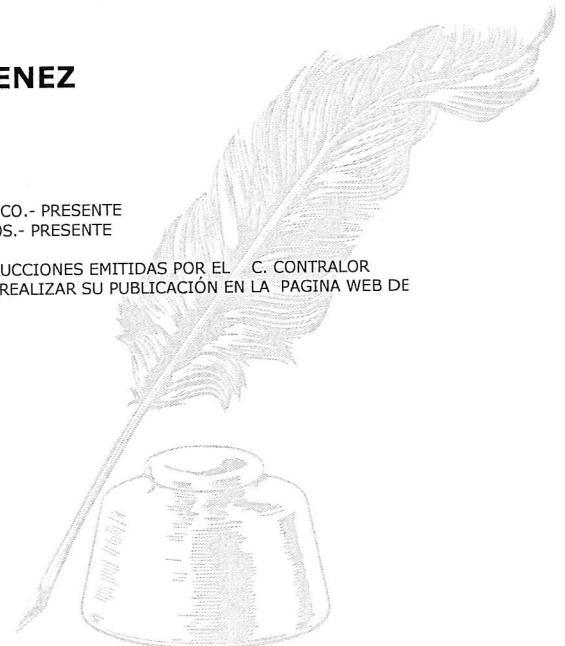 ENEZ
CO.- PRESENTE
OS.- PRESENTE
UCCIONES EMITIDAS POR EL C. CONTRALOR
REALIZAR SU PUBLICACIÓN EN LA PAGINA WEB DE